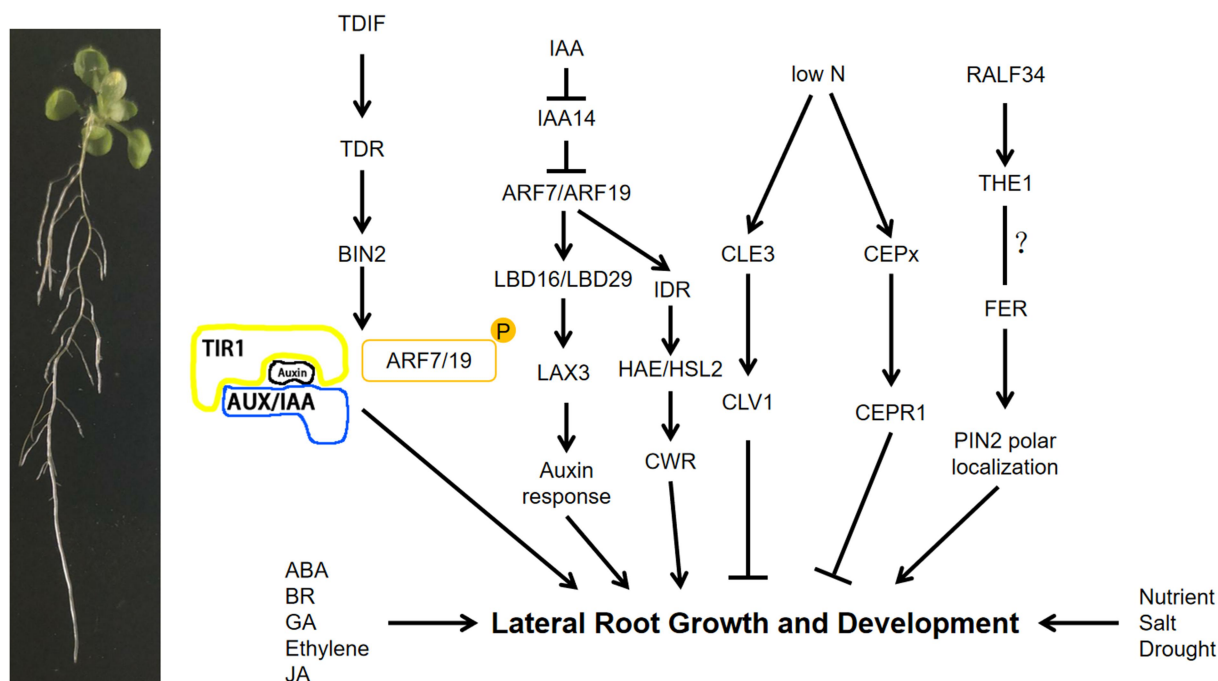 TDIF
TDR
BIN2
TIR1
Auxin
AUX/IAA
ARF7/19
P
IAA
IAA14
ARF7/ARF19
LBD16/LBD29
LAX3
Auxin
response
IDR
HAE/HSL2
CWR
low N
CLE3
CLV1
CEPx
CEPR1
RALF34
THE1
?
FER
PIN2 polar
localization
ABA
BR
GA
Ethylene
JA
Lateral Root Growth and Development
Nutrient
Salt
Drought